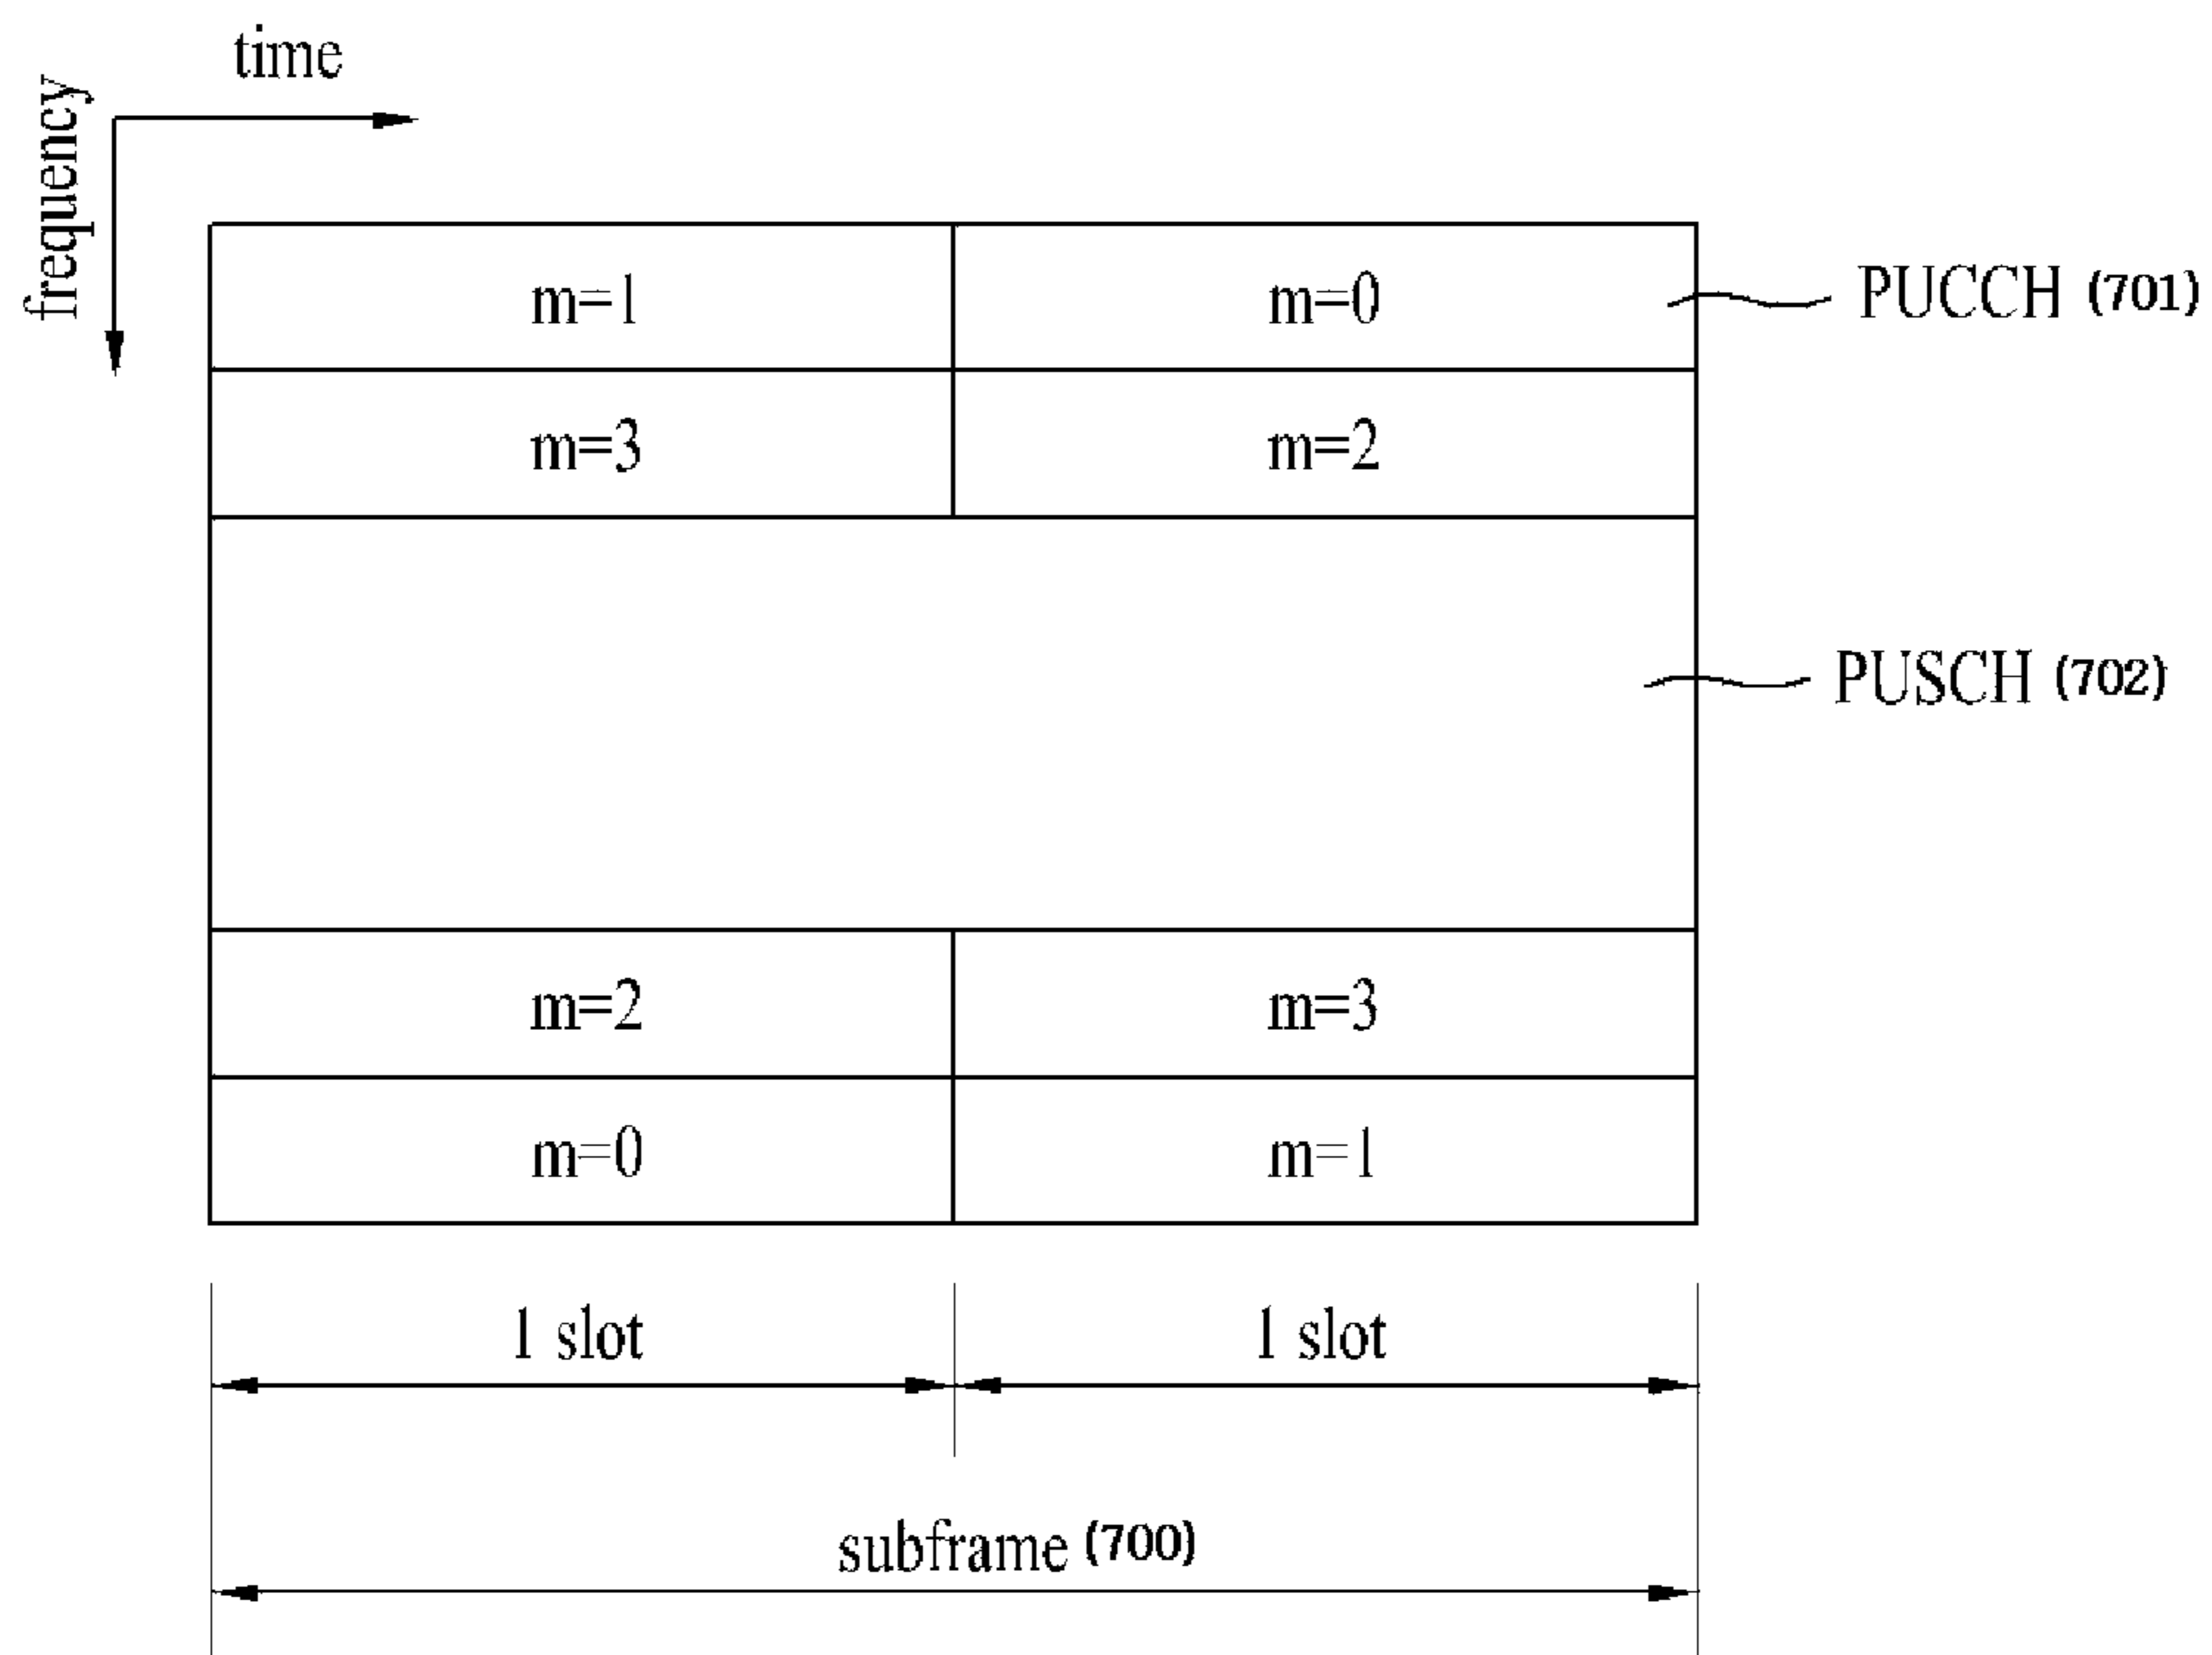 time
frequency
m=1
m=0
PUCCH (701)
m=3
m=2
PUSCH (702)
m=2
m=3
m=0
m=1
1 slot
1 slot
subframe (700)